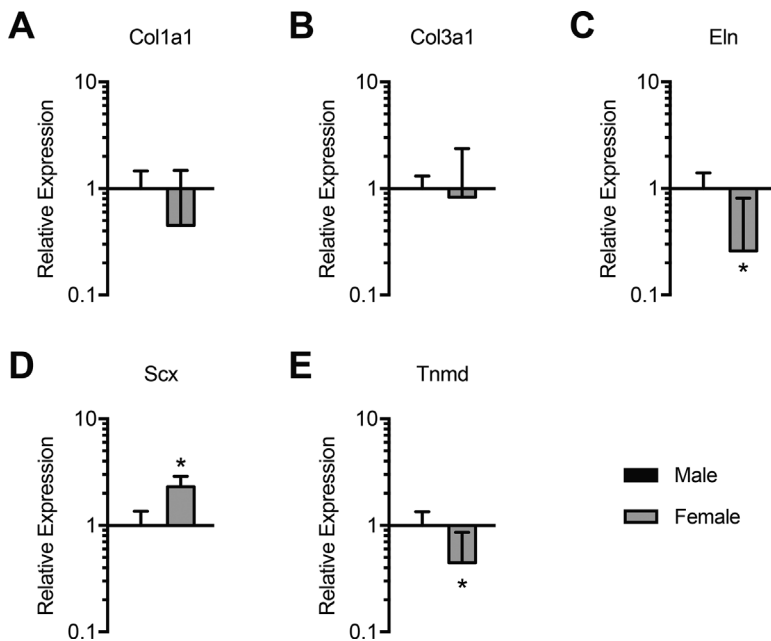 A
Col1a1
Relative Expression
10
1
0.1
B
Col3a1
Relative Expression
10
1
0.1
C
Eln
Relative Expression
10
1
0.1
*
D
Scx
Relative Expression
10
1
0.1
*
E
Tnmd
Relative Expression
10
1
0.1
*
Male
Female